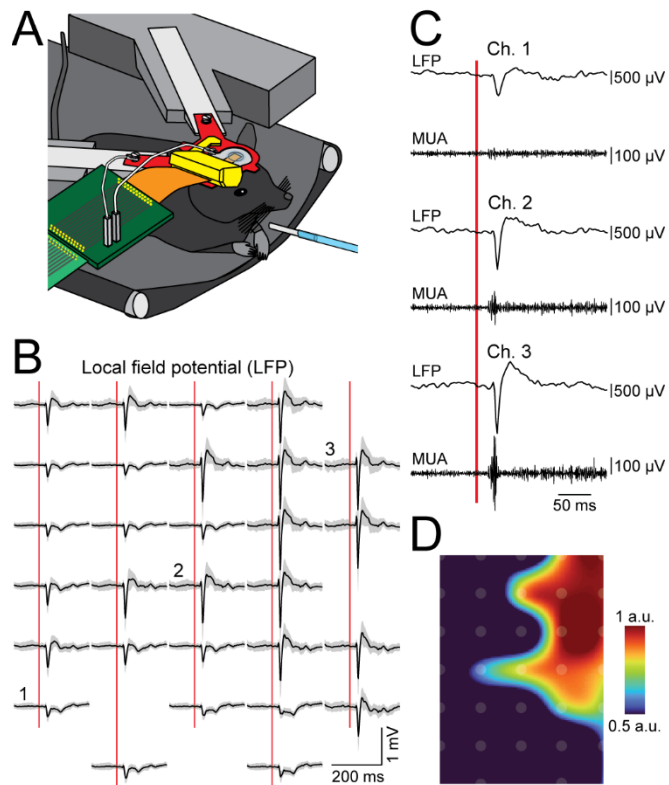 A
B
Local field potential (LFP)
3
2
1
1 mV
200 ms
C
Ch. 1
LFP
500 µV
MUA
100 µV
Ch. 2
LFP
500 µV
MUA
100 µV
Ch. 3
LFP
500 µV
MUA
100 µV
50 ms
D
1 a.u.
0.5 a.u.